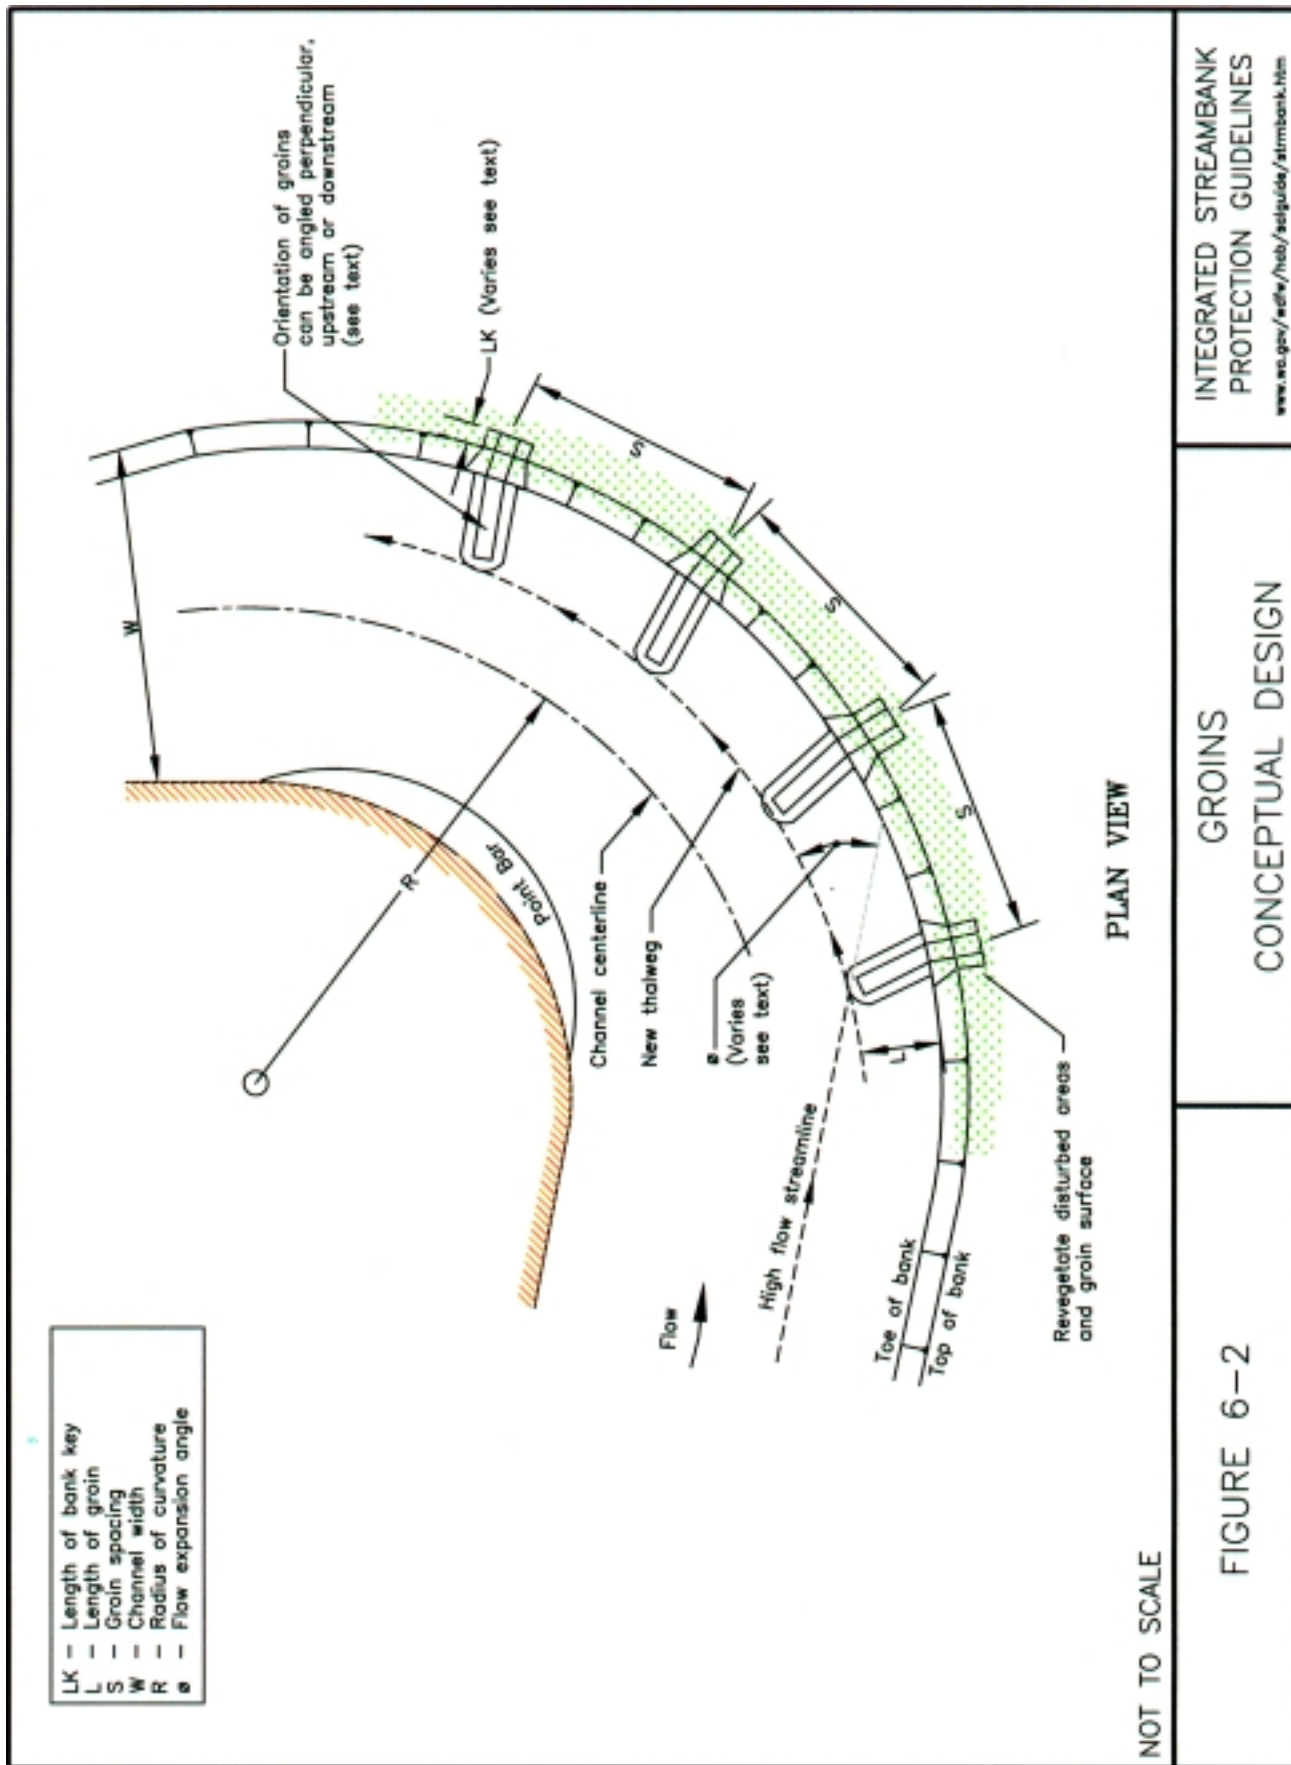 LK – Length of bank key
L – Length of groin
S – Groin spacing
W – Channel width
R – Radius of curvature
ø – Flow expansion angle
Orientation of groins
can be angled perpendicular,
upstream or downstream
(see text)
LK (Varies see text)
W
R
Point Bar
Channel centerline
New thalweg
ø
(Varies
see text)
S
S
S
L
Flow
High flow streamline
Toe of bank
Top of bank
Revegetate disturbed areas
and groin surface
PLAN VIEW
NOT TO SCALE
FIGURE 6–2
GROINS
CONCEPTUAL DESIGN
INTEGRATED STREAMBANK
PROTECTION GUIDELINES